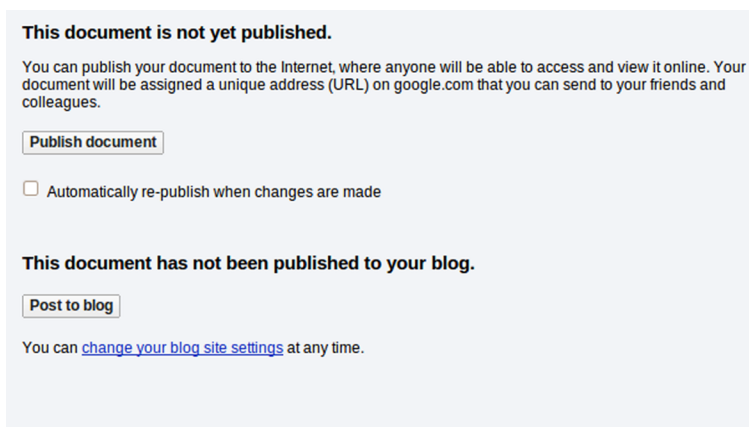 This document is not yet published.
You can publish your document to the Internet, where anyone will be able to access and view it online. Your
document will be assigned a unique address (URL) on google.com that you can send to your friends and
colleagues.
Publish document
Automatically re-publish when changes are made
This document has not been published to your blog.
Post to blog
You can change your blog site settings at any time.